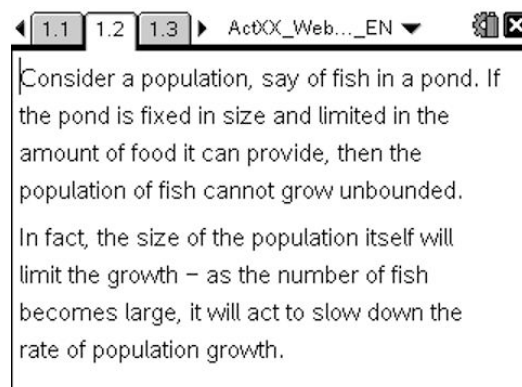 1.1 1.2 1.3 ActXX_Web..._EN
Consider a population, say of fish in a pond. If
the pond is fixed in size and limited in the
amount of food it can provide, then the
population of fish cannot grow unbounded.
In fact, the size of the population itself will
limit the growth – as the number of fish
becomes large, it will act to slow down the
rate of population growth.